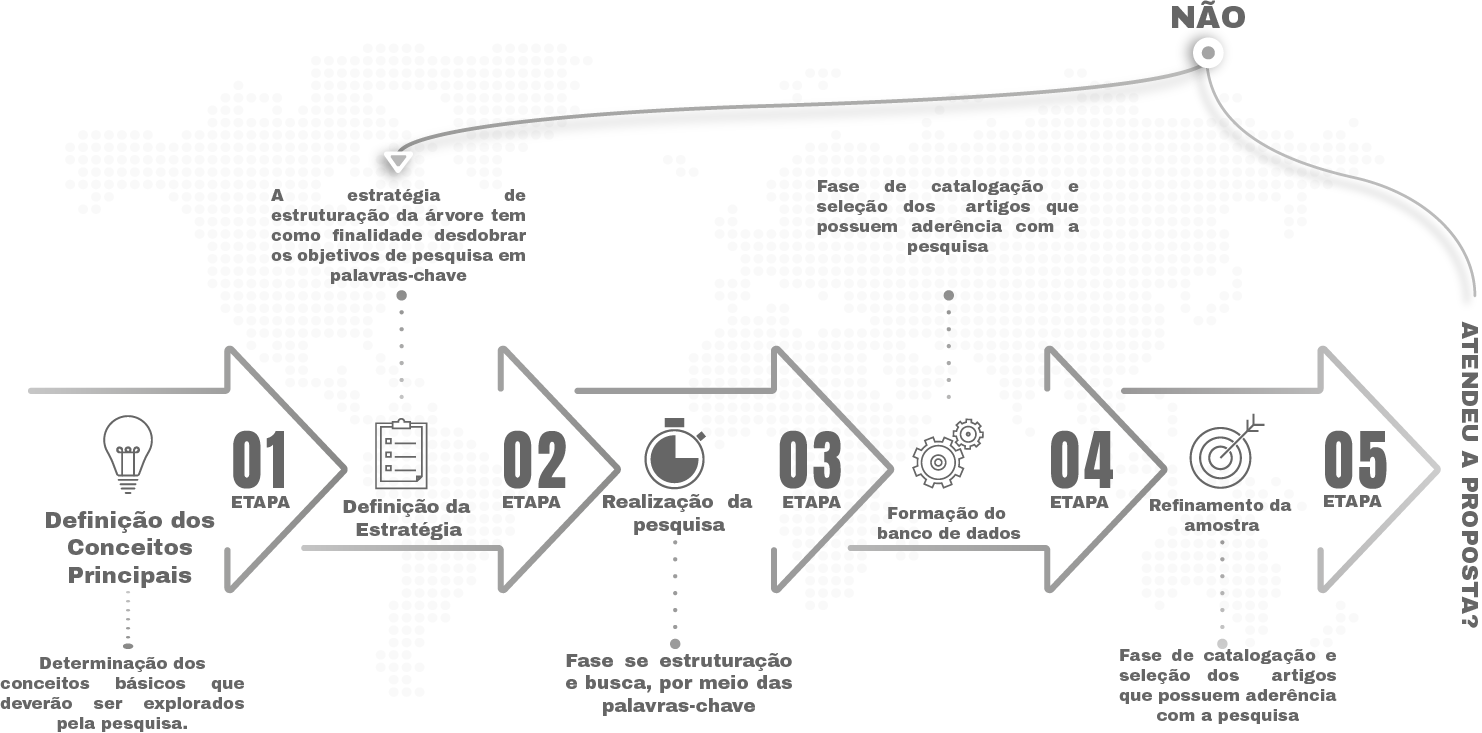 NÃO
A estratégia de
estruturação da árvore tem
como finalidade desdobrar
os objetivos de pesquisa em
palavras-chave
Fase de catalogação e
seleção dos artigos que
possuem aderência com a
pesquisa
Definição dos
Conceitos
Principais
01
ETAPA
Definição da
Estratégia
02
ETAPA
Realização da
pesquisa
03
ETAPA
Formação do
banco de dados
04
ETAPA
Refinamento da
amostra
05
ETAPA
ATENDEU A PROPOSTA?
Determinação dos
conceitos básicos que
deverão ser explorados
pela pesquisa.
Fase se estruturação
e busca, por meio das
palavras-chave
Fase de catalogação e
seleção dos artigos
que possuem aderência
com a pesquisa